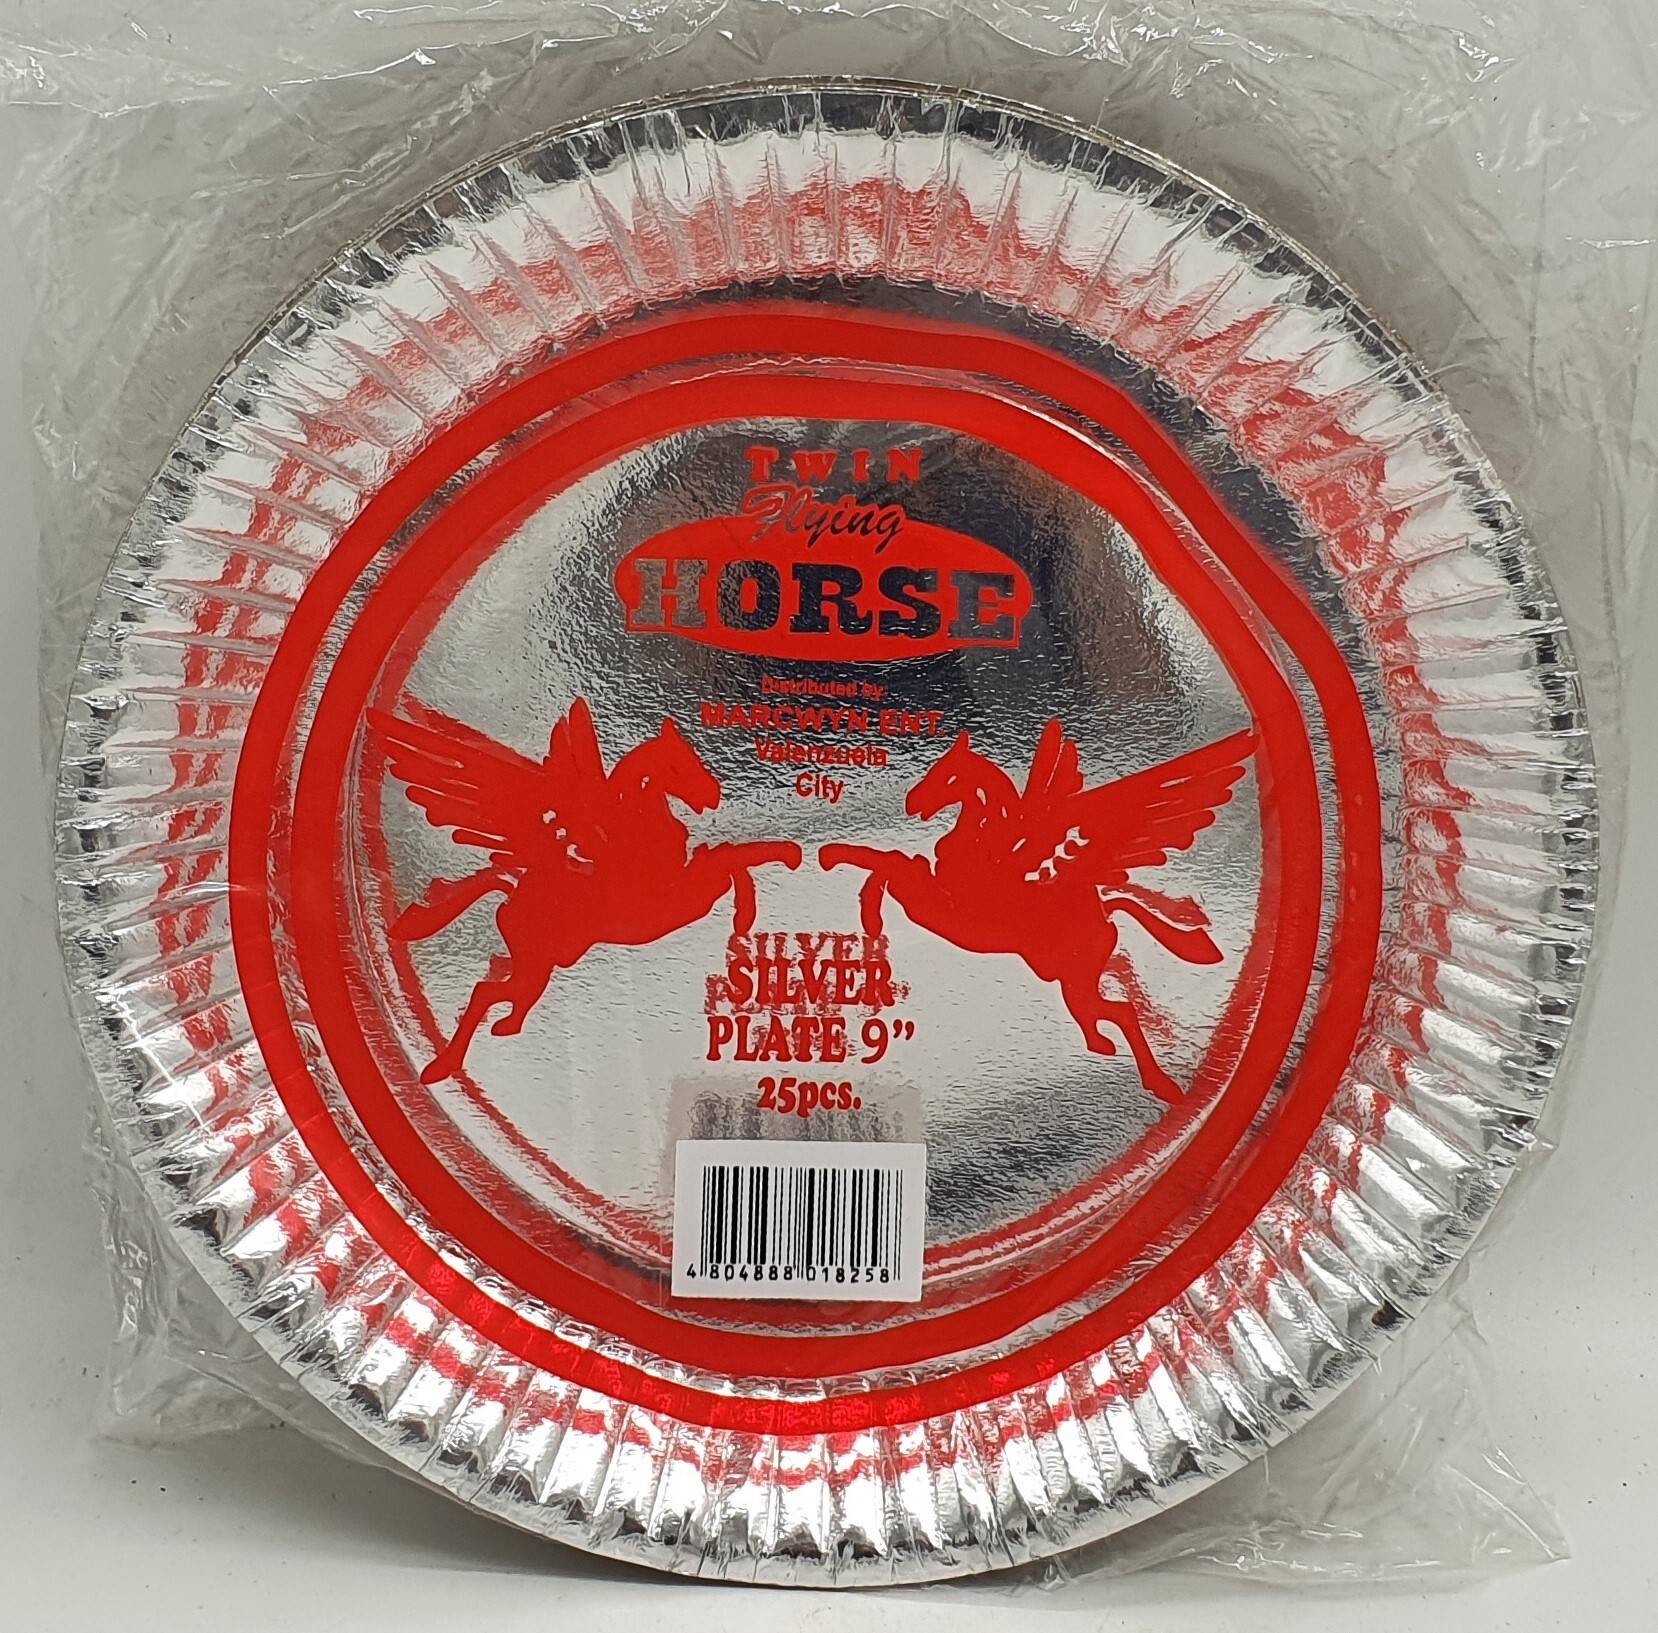 TWIN
Flying
HORSE
Distributed by:
MARCWYN ENT.
Valenzuela
City
SILVER
PLATE 9”
25pcs.
4 804888 018258